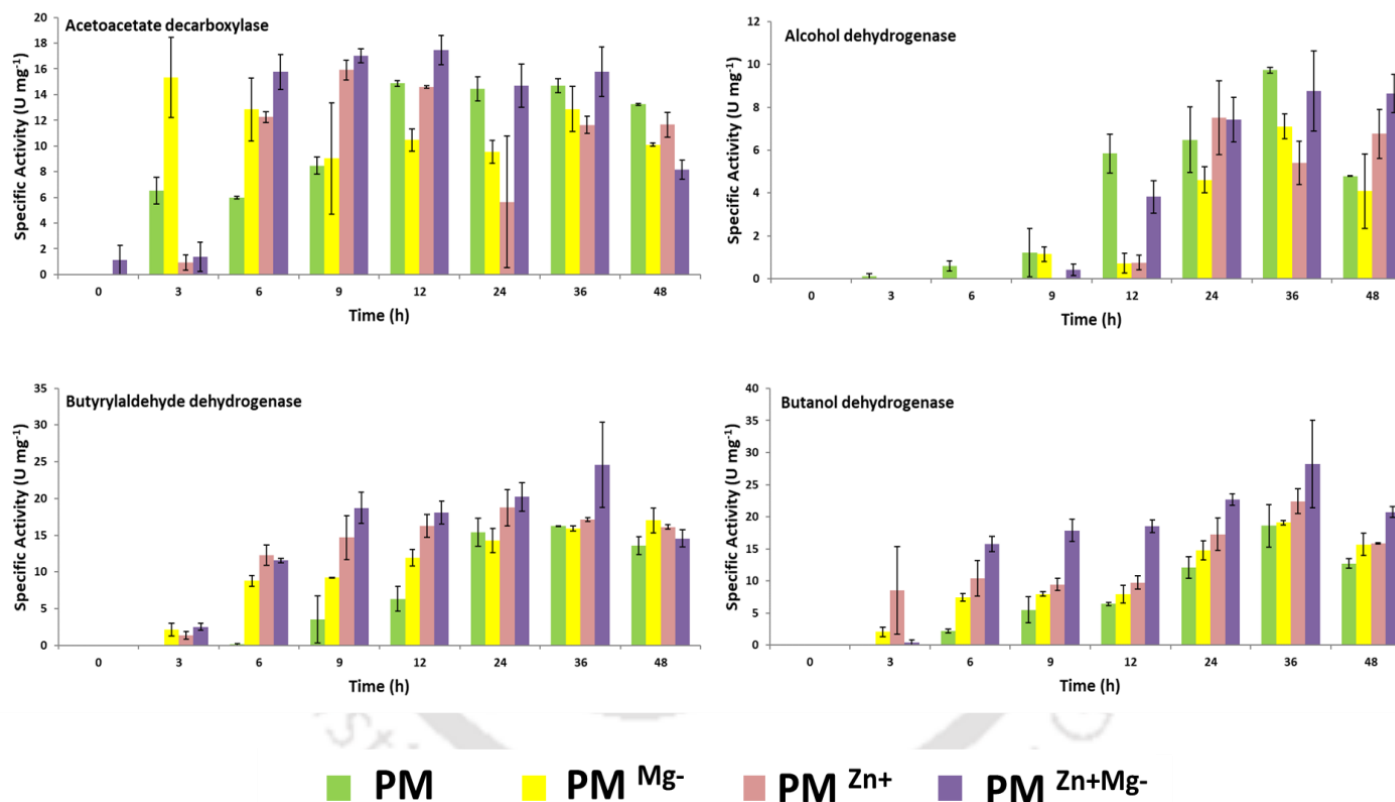 Acetoacetate decarboxylase
Specific Activity (U mg-1)
20
18
16
14
12
10
8
6
4
2
0
0 3 6 9 12 24 36 48
Time (h)
Alcohol dehydrogenase
Specific Activity (U mg-1)
12
10
8
6
4
2
0
0 3 6 9 12 24 36 48
Time (h)
Butyrylaldehyde dehydrogenase
Specific Activity (U mg-1)
35
30
25
20
15
10
5
0
0 3 6 9 12 24 36 48
Time (h)
Butanol dehydrogenase
Specific Activity (U mg-1)
40
35
30
25
20
15
10
5
0
0 3 6 9 12 24 36 48
Time (h)
PM PM Mg- PM Zn+ PM Zn+Mg-